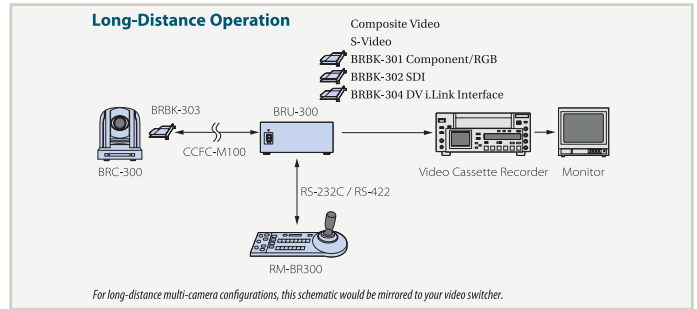 Long-Distance Operation
Composite Video
S-Video
BRBK-301 Component/RGB
BRBK-302 SDI
BRBK-304 DV i.Link Interface
BRBK-303
BRU-300
CCFC-M100
BRC-300
Video Cassette Recorder
Monitor
RS-232C / RS-422
RM-BR300
For long-distance multi-camera configurations, this schematic would be mirrored to your video switcher.